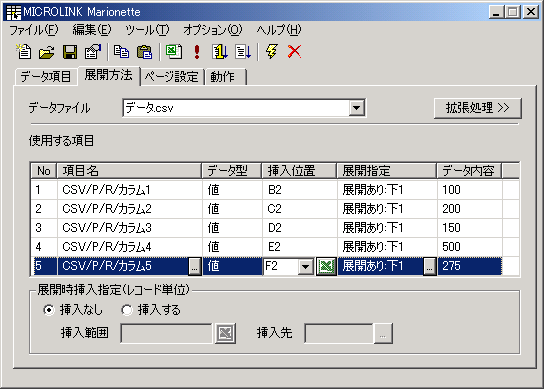 MICROLINK Marionette
ファイル(F) 編集(E) ツール(T) オプション(O) ヘルプ(H)
データ項目 展開方法 ページ設定 動作
データファイル データ.csv 拡張処理 >>
使用する項目
No 項目名 データ型 挿入位置 展開指定 データ内容
1 CSV/P/R/カラム1 値 B2 展開あり:下1 100
2 CSV/P/R/カラム2 値 C2 展開あり:下1 200
3 CSV/P/R/カラム3 値 D2 展開あり:下1 150
4 CSV/P/R/カラム4 値 E2 展開あり:下1 500
5 CSV/P/R/カラム5 ... 値 F2 展開あり:下1 ... 275
展開時挿入指定(レコード単位)
挿入なし 挿入する
挿入範囲 挿入先 ...